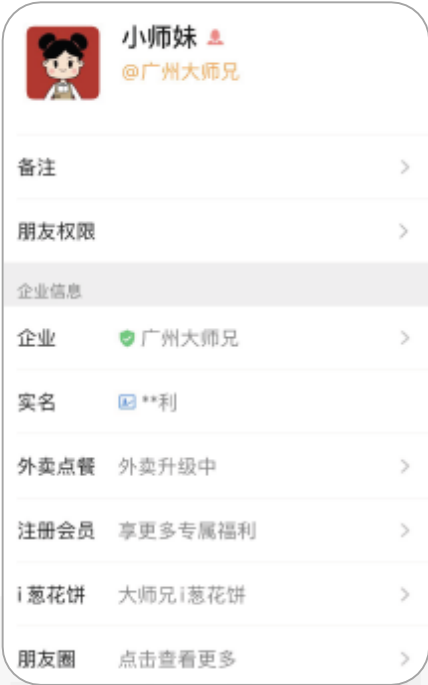 小师妹
@广州大师兄
备注
朋友权限
企业信息
企业 广州大师兄
实名 **利
外卖点餐 外卖升级中
注册会员 享更多专属福利
i葱花饼 大师兄i葱花饼
朋友圈 点击查看更多